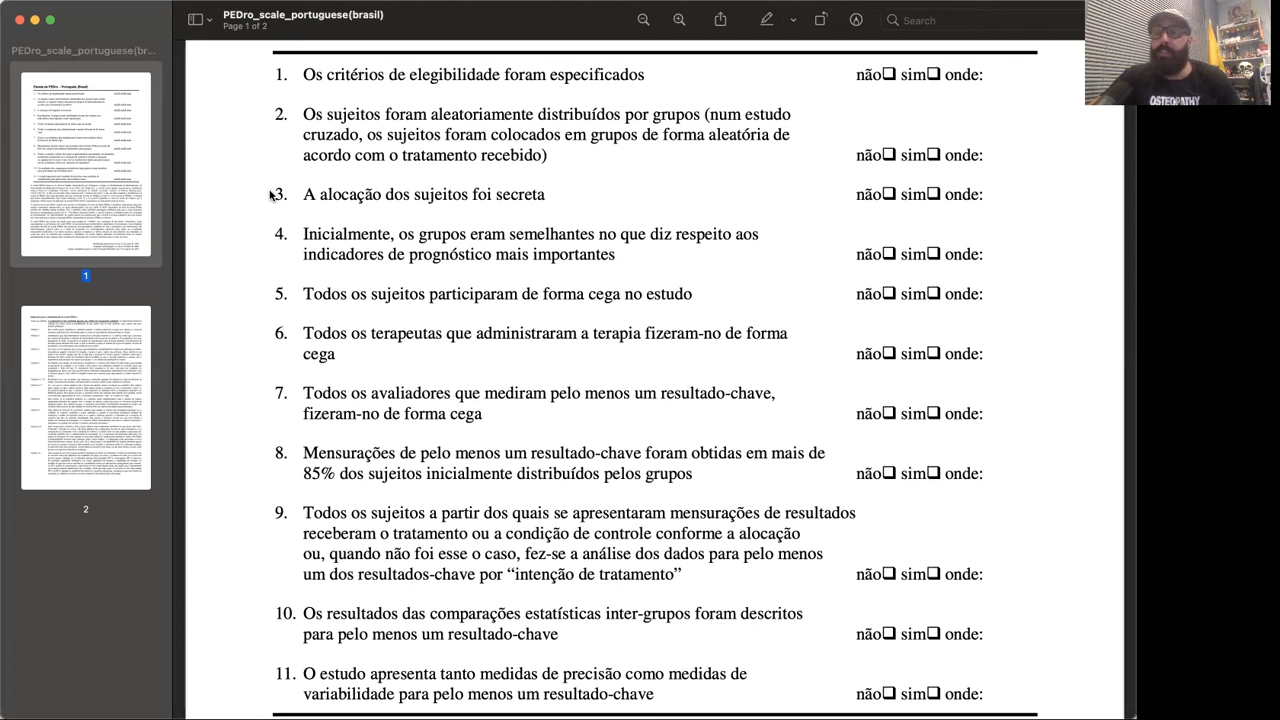 PEDro_scale_portuguese(brasil)
Page 1 of 2
Search
PEDro_scale_portuguese(br...
1
2
OSTEOPATHY
1. Os critérios de elegibilidade foram especificados não sim onde:
2. Os sujeitos foram aleatoriamente distribuídos por grupos (num estudo
cruzado, os sujeitos foram colocados em grupos de forma aleatória de
acordo com o tratamento recebido) não sim onde:
3. A alocação dos sujeitos foi secreta não sim onde:
4. Inicialmente, os grupos eram semelhantes no que diz respeito aos
indicadores de prognóstico mais importantes não sim onde:
5. Todos os sujeitos participaram de forma cega no estudo não sim onde:
6. Todos os terapeutas que administraram a terapia fizeram-no de forma
cega não sim onde:
7. Todos os avaliadores que mediram pelo menos um resultado-chave,
fizeram-no de forma cega não sim onde:
8. Mensurações de pelo menos um resultado-chave foram obtidas em mais de
85% dos sujeitos inicialmente distribuídos pelos grupos não sim onde:
9. Todos os sujeitos a partir dos quais se apresentaram mensurações de resultados
receberam o tratamento ou a condição de controle conforme a alocação
ou, quando não foi esse o caso, fez-se a análise dos dados para pelo menos
um dos resultados-chave por “intenção de tratamento” não sim onde:
10. Os resultados das comparações estatísticas inter-grupos foram descritos
para pelo menos um resultado-chave não sim onde:
11. O estudo apresenta tanto medidas de precisão como medidas de
variabilidade para pelo menos um resultado-chave não sim onde: